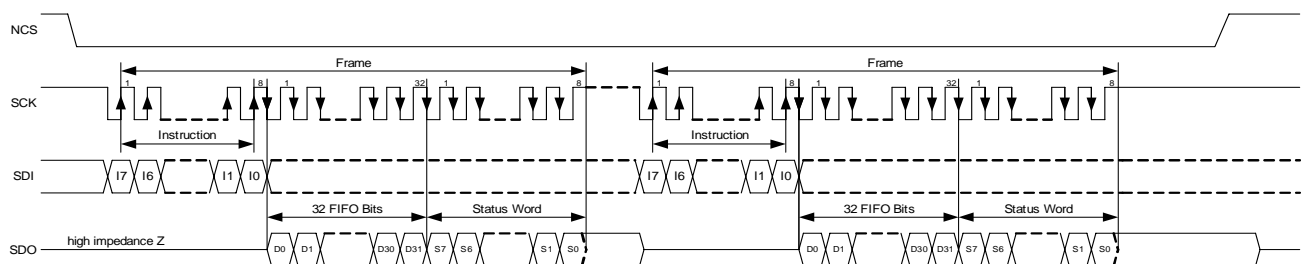 NCS
Frame Frame
1 8 1 32 1 8 1 8 1 32 1 8
SCK
Instruction Instruction
SDI I7 I6 I1 I0 I7 I6 I1 I0
32 FIFO Bits Status Word 32 FIFO Bits Status Word
high impedance Z
SDO D0 D1 D30 D31 S7 S6 S1 S0 D0 D1 D30 D31 S7 S6 S1 S0